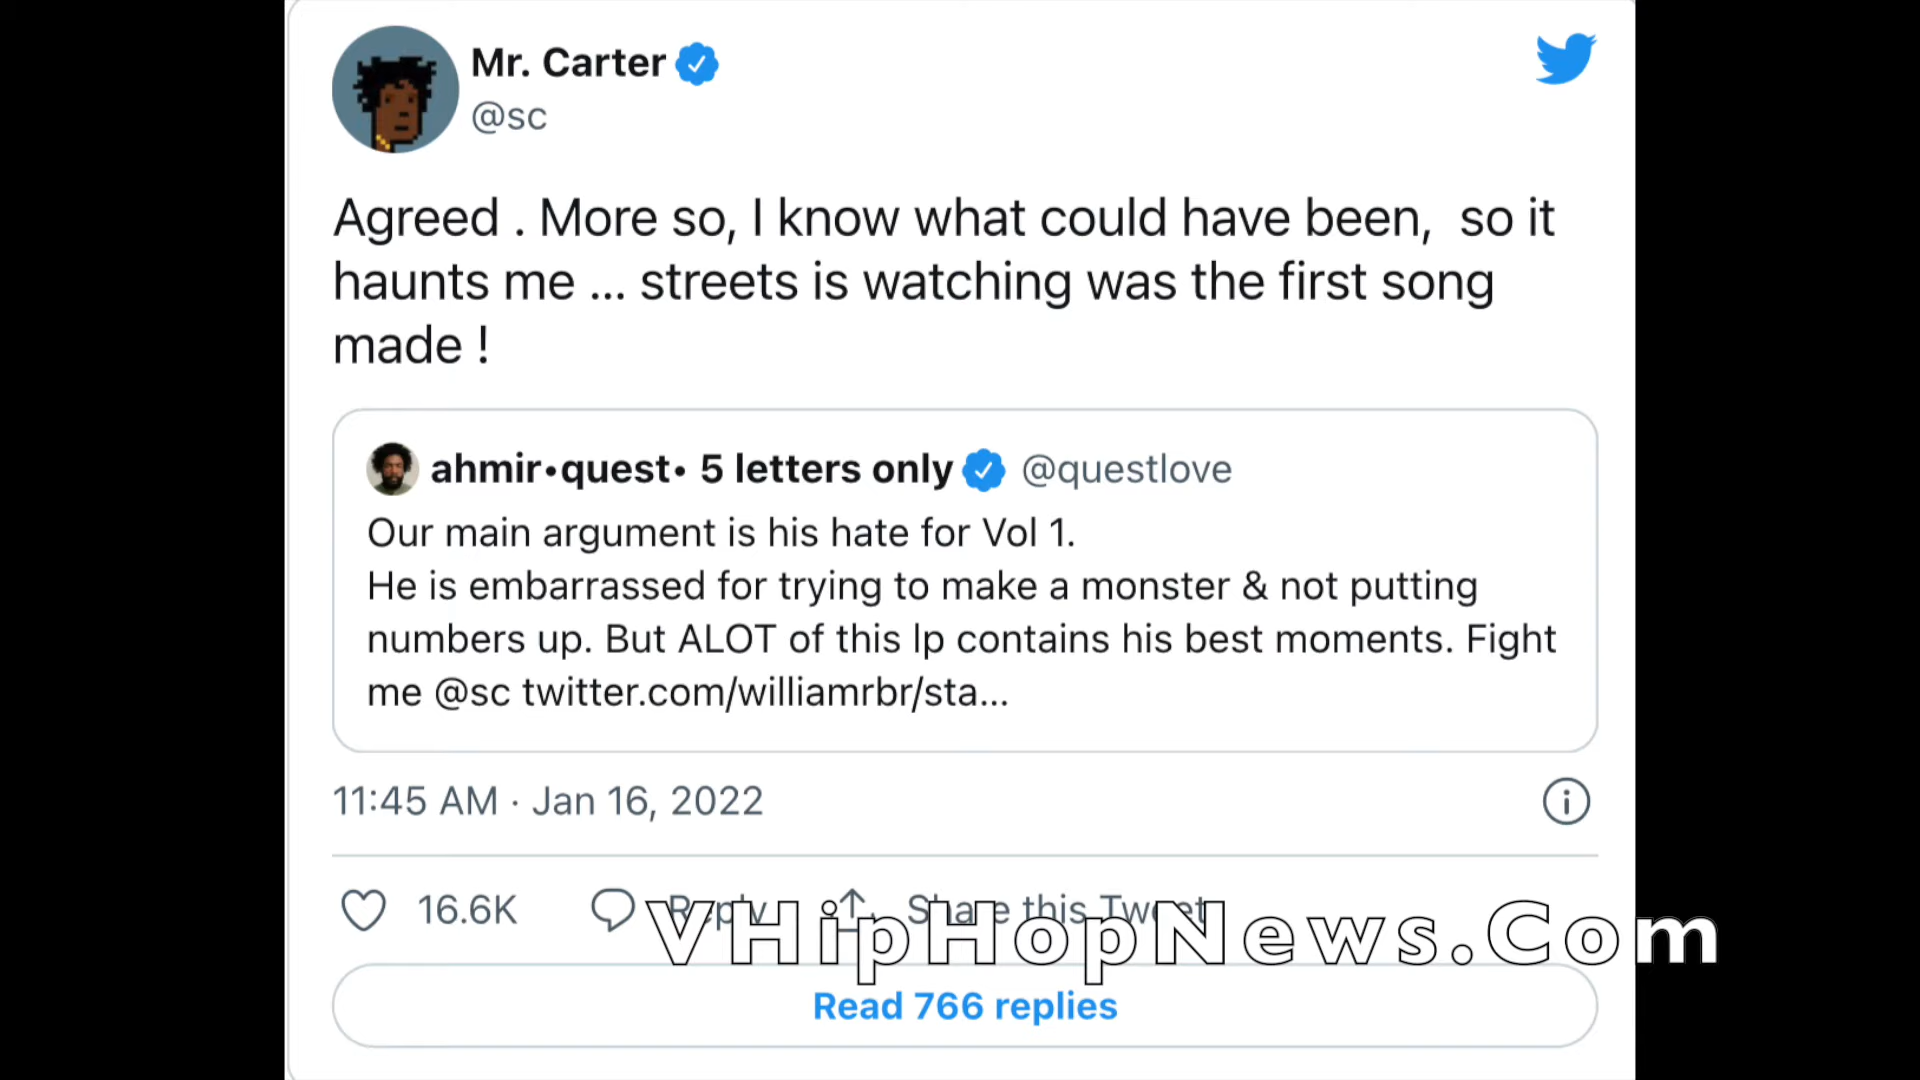 Mr. Carter
@sc
Agreed . More so, I know what could have been, so it
haunts me ... streets is watching was the first song
made !
ahmir•quest• 5 letters only @questlove
Our main argument is his hate for Vol 1.
He is embarrassed for trying to make a monster & not putting
numbers up. But ALOT of this lp contains his best moments. Fight
me @sc twitter.com/williamrbr/sta...
11:45 AM · Jan 16, 2022
16.6K Reply Share this Tweet
VHipHopNews.Com
Read 766 replies